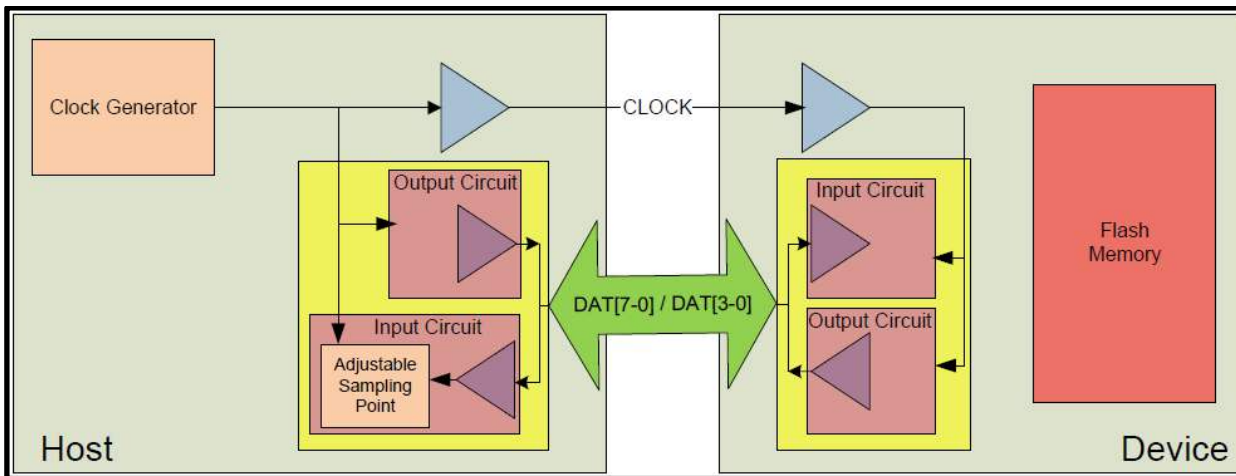 Clock Generator
CLOCK
Output Circuit
Input Circuit
Adjustable
Sampling
Point
Host
DAT[7-0] / DAT[3-0]
Input Circuit
Output Circuit
Flash
Memory
Device